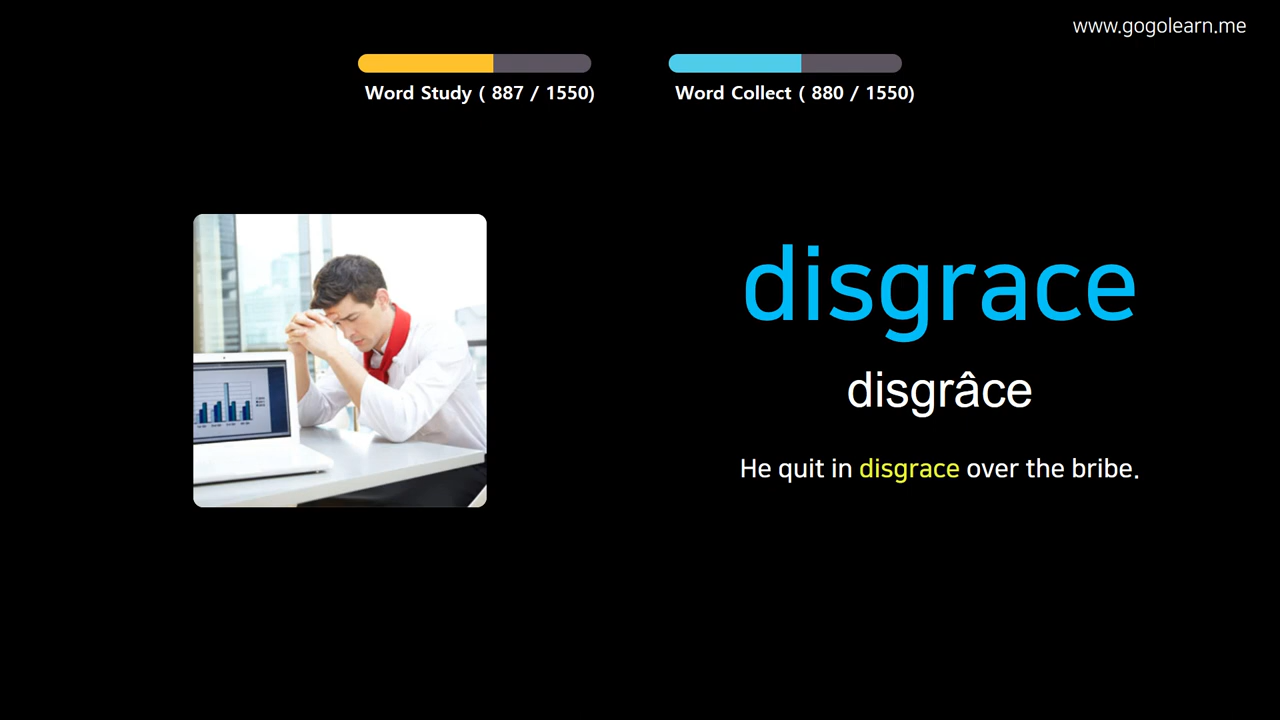 www.gogolearn.me
Word Study ( 887 / 1550)
Word Collect ( 880 / 1550)
disgrace
disgrâce
He quit in disgrace over the bribe.